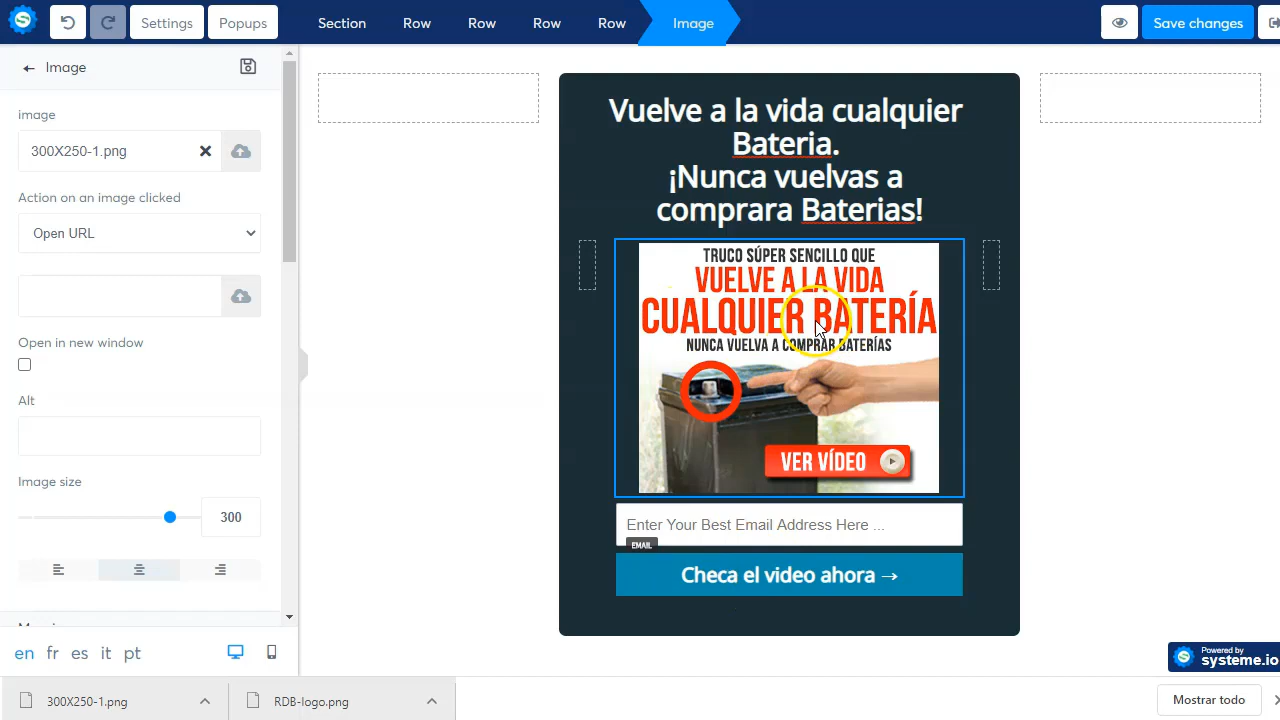 Settings
Popups
Section
Row
Row
Row
Row
Image
Save changes
Image
image
300X250-1.png
Action on an image clicked
Open URL
Open in new window
Alt
Image size
300
en fr es it pt
Vuelve a la vida cualquier
Bateria.
¡Nunca vuelvas a
comprara Baterias!
TRUCO SÚPER SENCILLO QUE
VUELVE A LA VIDA
CUALQUIER BATERÍA
NUNCA VUELVA A COMPRAR BATERÍAS
VER VÍDEO
Enter Your Best Email Address Here ...
EMAIL
Checa el video ahora →
Powered by
systeme.io
300X250-1.png
RDB-logo.png
Mostrar todo